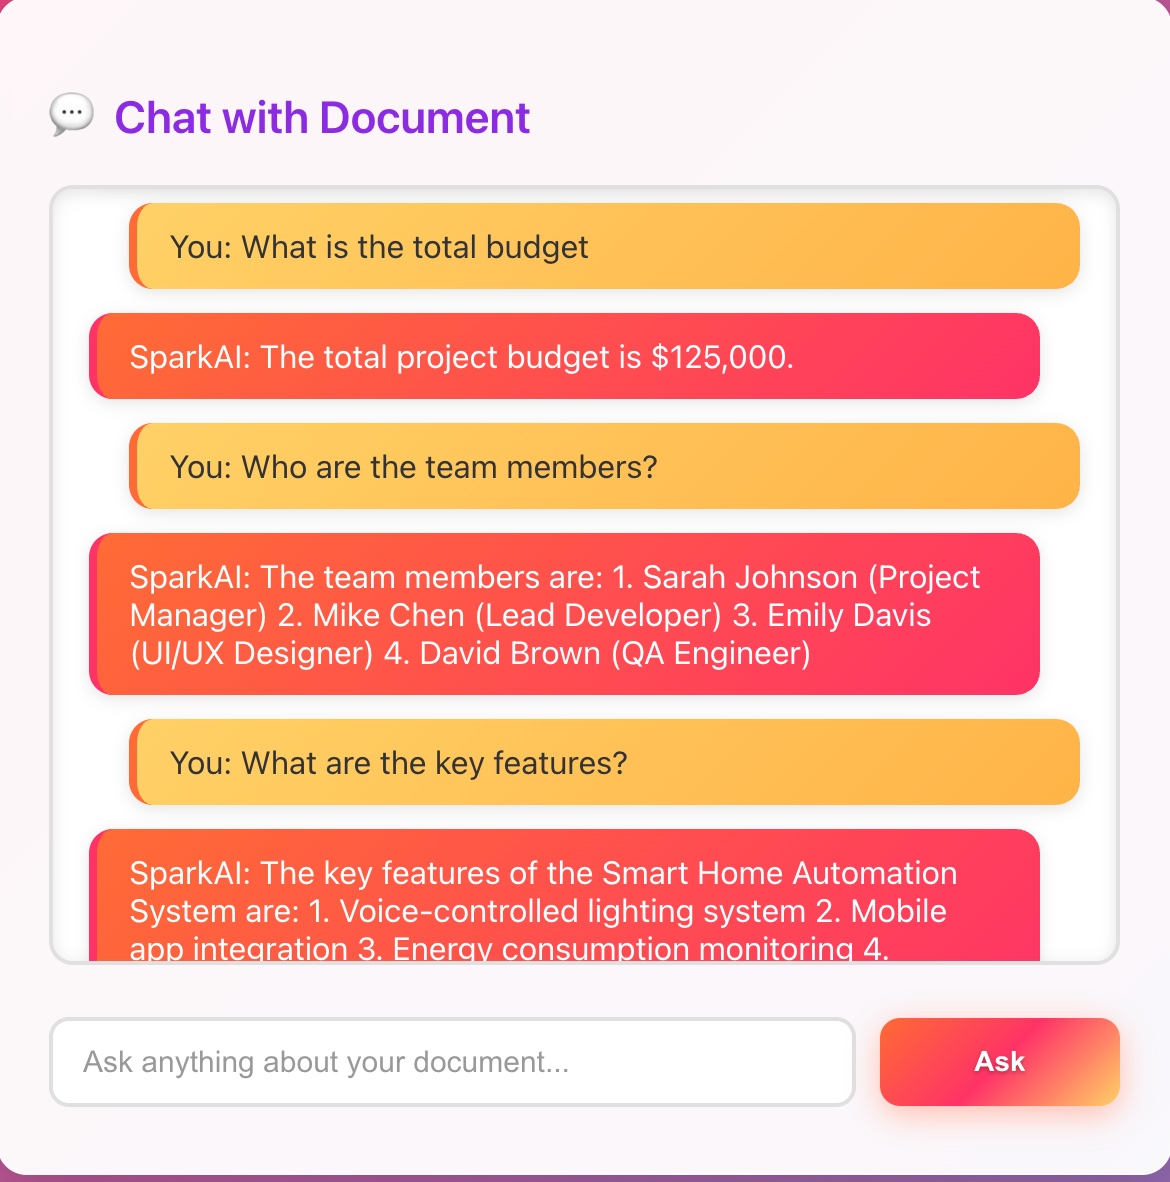 Chat with Document
You: What is the total budget
SparkAI: The total project budget is $125,000.
You: Who are the team members?
SparkAI: The team members are: 1. Sarah Johnson (Project
Manager) 2. Mike Chen (Lead Developer) 3. Emily Davis
(UI/UX Designer) 4. David Brown (QA Engineer)
You: What are the key features?
SparkAI: The key features of the Smart Home Automation
System are: 1. Voice-controlled lighting system 2. Mobile
app integration 3. Energy consumption monitoring 4.
Ask anything about your document...
Ask